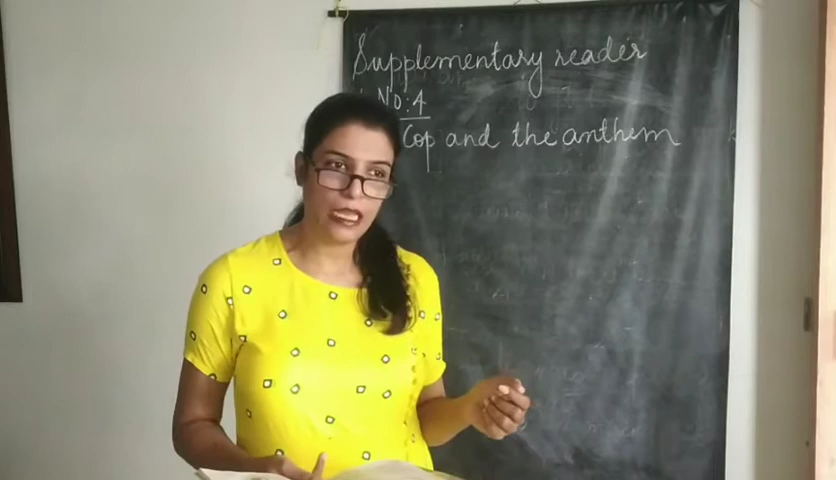 Supplementary reader
No:4
Cop and the anthem